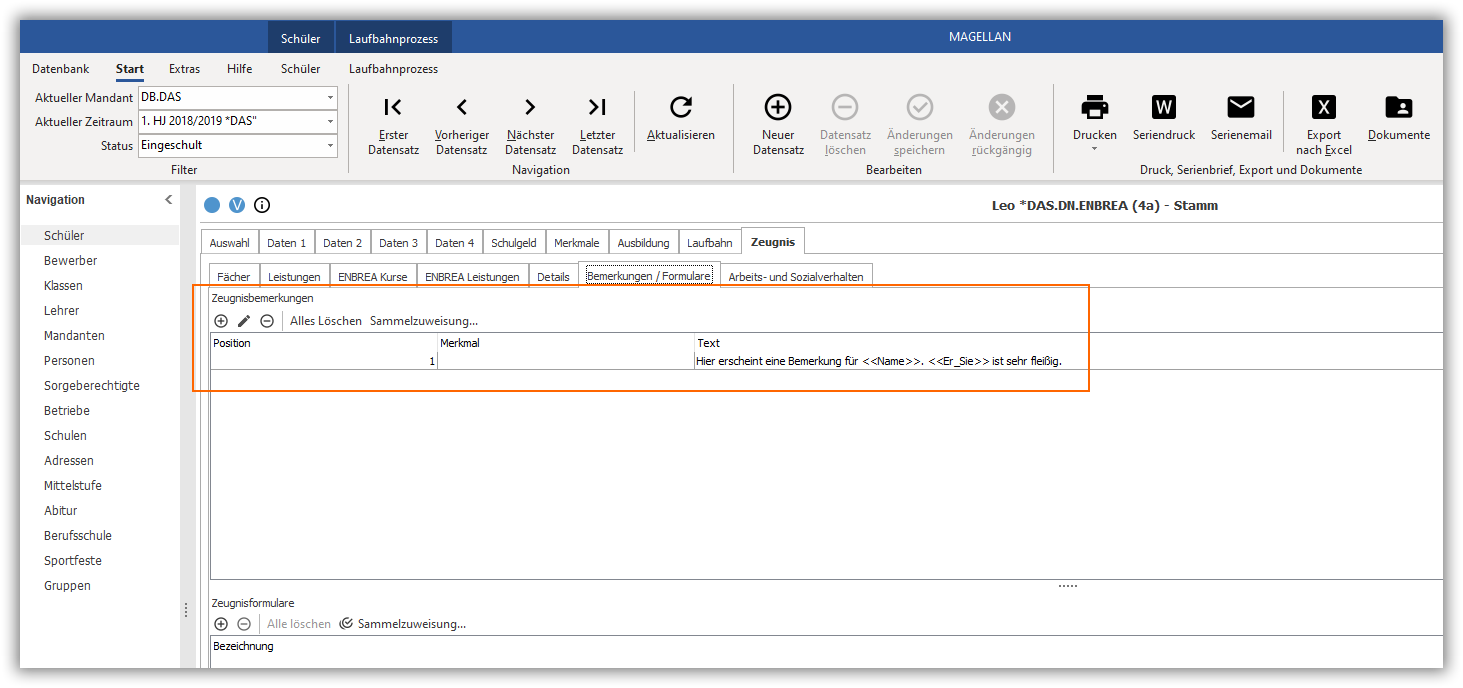 Schüler Laufbahnprozess MAGELLAN
Datenbank Start Extras Hilfe Schüler Laufbahnprozess
Aktueller Mandant DB.DAS
Aktueller Zeitraum 1. HJ 2018/2019 *DAS"
Status Eingeschult
Filter
Erster Datensatz
Vorheriger Datensatz
Nächster Datensatz
Letzter Datensatz
Aktualisieren
Navigation
Neuer Datensatz
Datensatz löschen
Änderungen speichern
Änderungen rückgängig
Bearbeiten
Drucken
Seriendruck
Serienemail
Export nach Excel
Dokumente
Druck, Serienbrief, Export und Dokumente
Navigation
Schüler
Bewerber
Klassen
Lehrer
Mandanten
Personen
Sorgeberechtigte
Betriebe
Schulen
Adressen
Mittelstufe
Abitur
Berufsschule
Sportfeste
Gruppen
Leo *DAS.DN.ENBREA (4a) - Stamm
Auswahl Daten 1 Daten 2 Daten 3 Daten 4 Schulgeld Merkmale Ausbildung Laufbahn Zeugnis
Fächer Leistungen ENBREA Kurse ENBREA Leistungen Details Bemerkungen / Formulare Arbeits- und Sozialverhalten
Zeugnisbemerkungen
Alles Löschen Sammelzuweisung...
Position Merkmal Text
1 Hier erscheint eine Bemerkung für <<Name>>. <<Er_Sie>> ist sehr fleißig.
Zeugnisformulare
Alle löschen Sammelzuweisung...
Bezeichnung